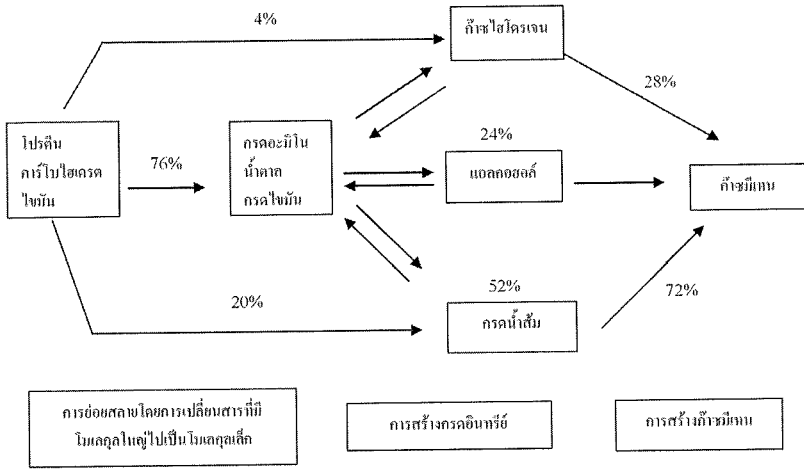 4%
ก๊าซไฮโดรเจน
28%
โปรตีน
คาร์โบไฮเดรต
ไขมัน
76%
กรดอะมิโน
น้ำตาล
กรดไขมัน
24%
แอลกอฮอล์
ก๊าซมีเทน
20%
52%
กรดน้ำส้ม
72%
การย่อยสลายโดยการเปลี่ยนสารที่มี
โมเลกุลใหญ่ไปเป็นโมเลกุลเล็ก
การสร้างกรดอินทรีย์
การสร้างก๊าซมีเทน